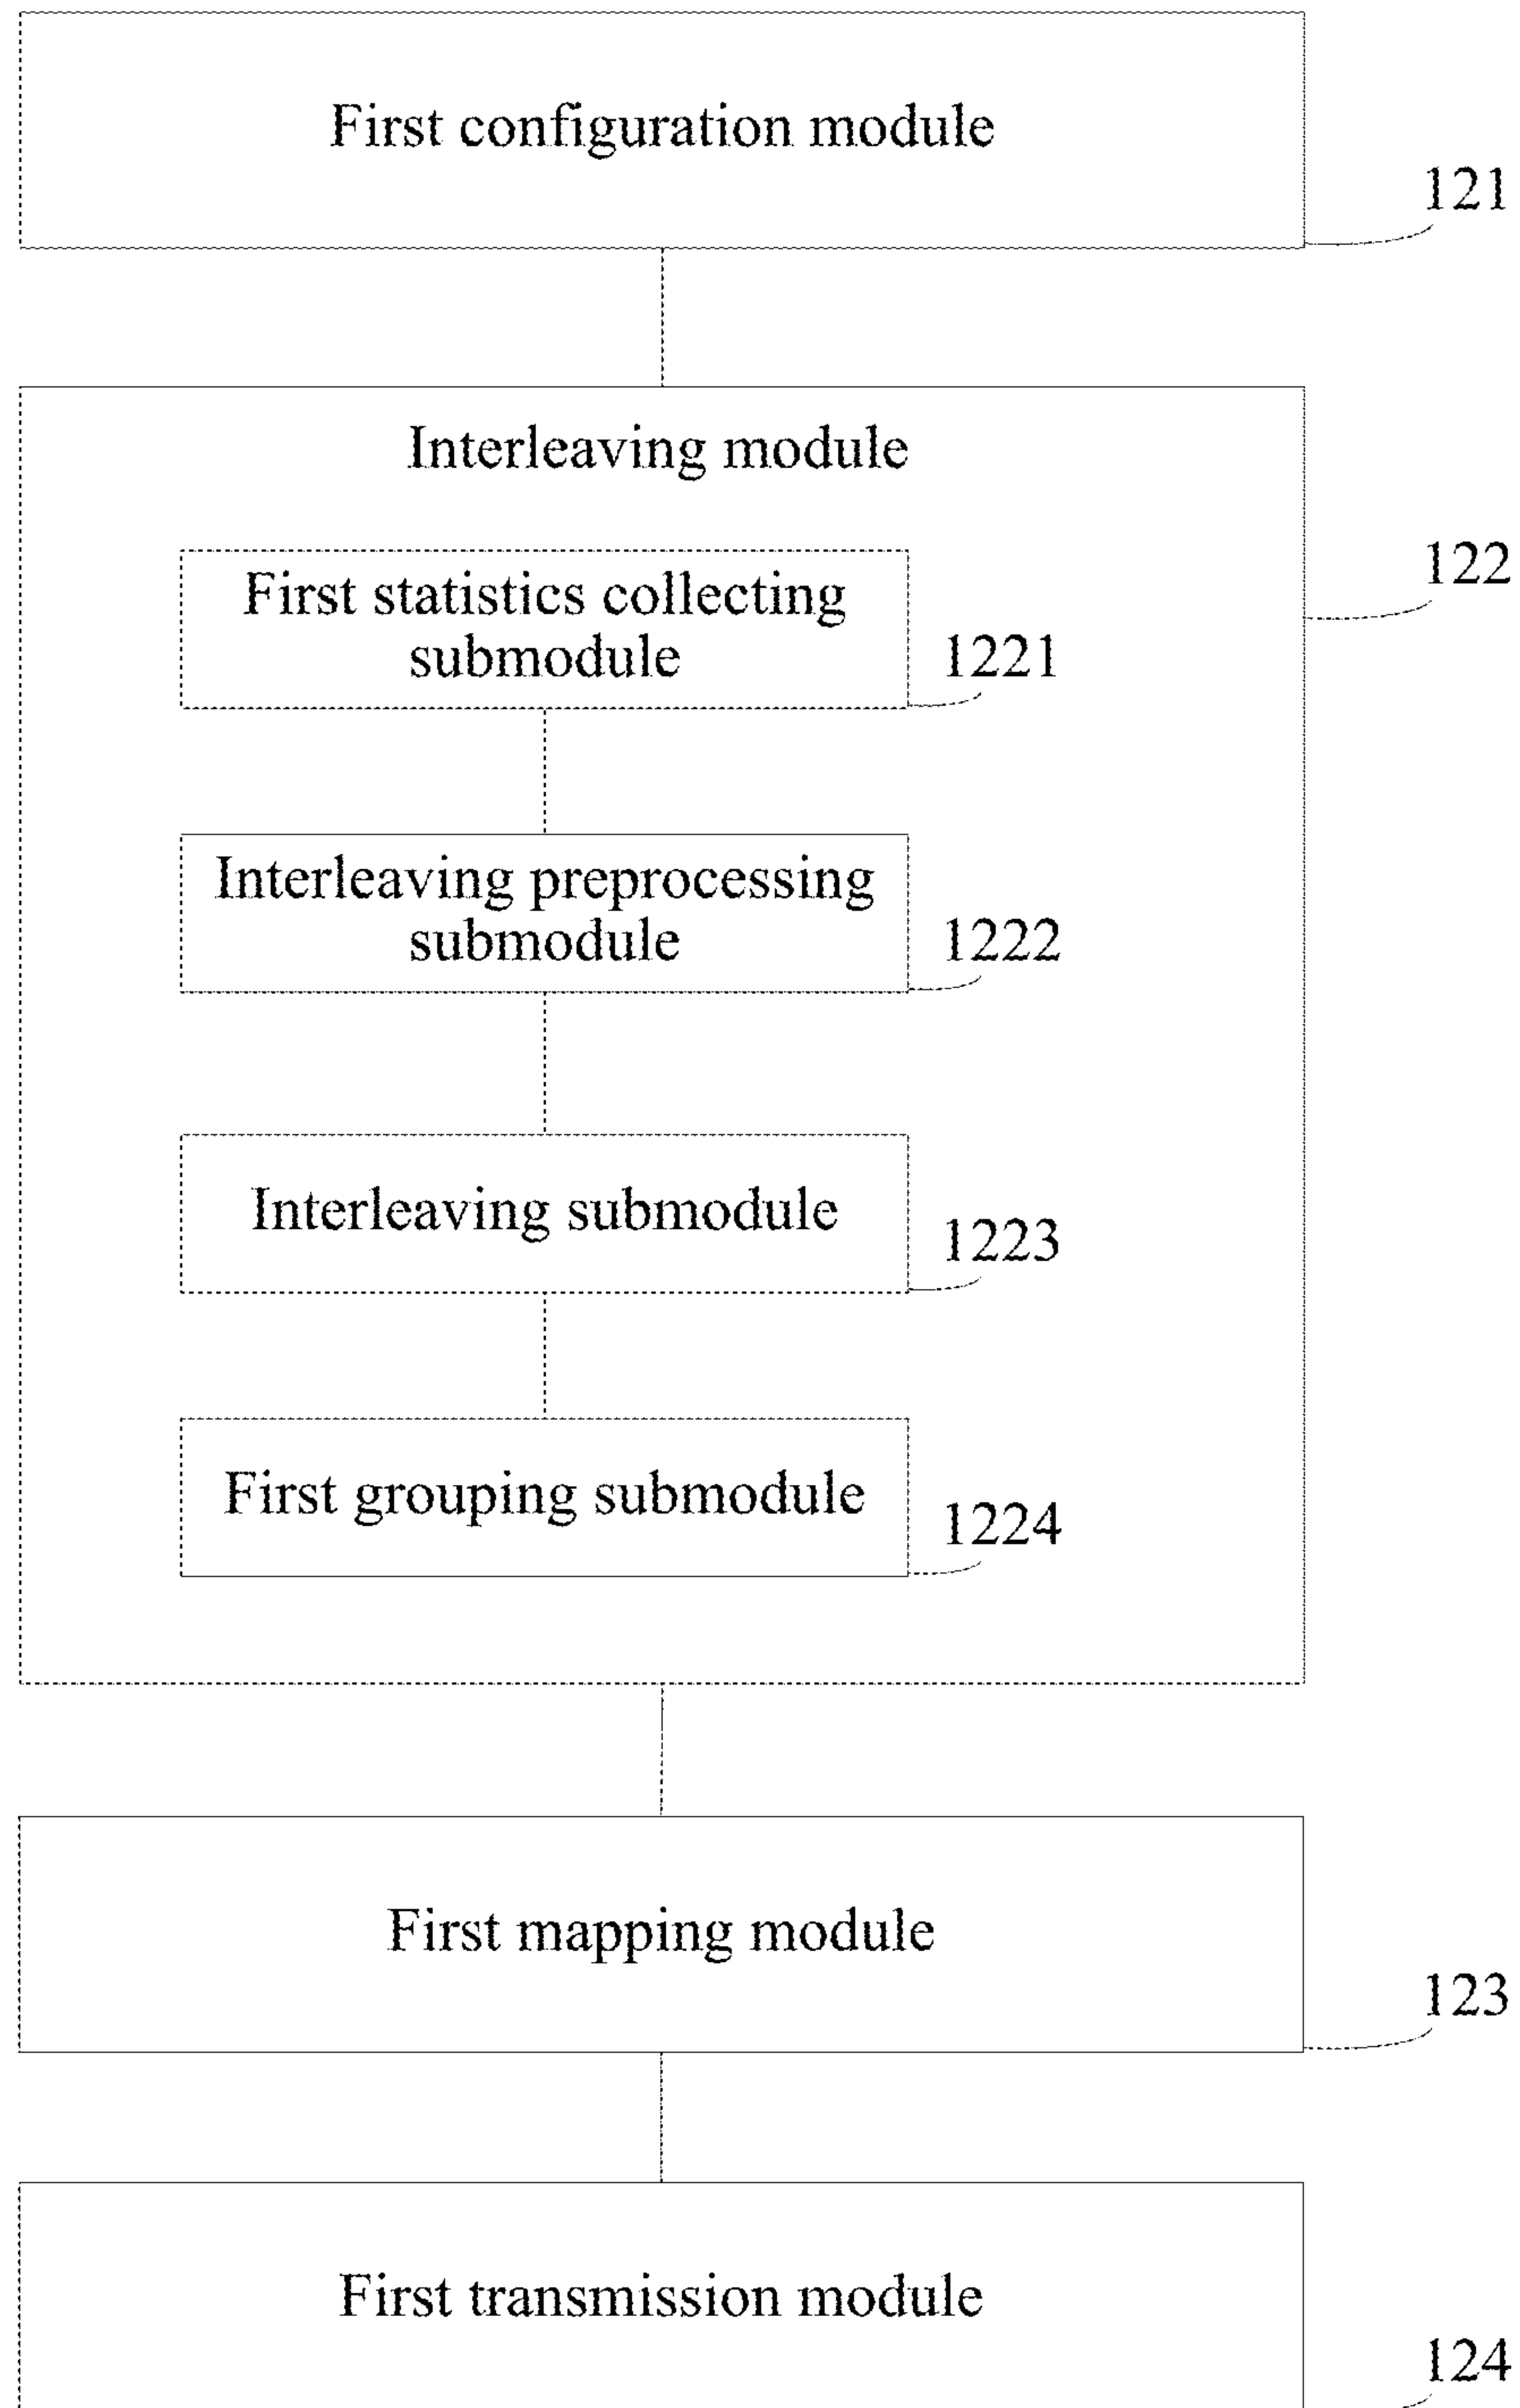 First configuration module
121
Interleaving module
122
First statistics collecting
submodule
1221
Interleaving preprocessing
submodule
1222
Interleaving submodule
1223
First grouping submodule
1224
First mapping module
123
First transmission module
124